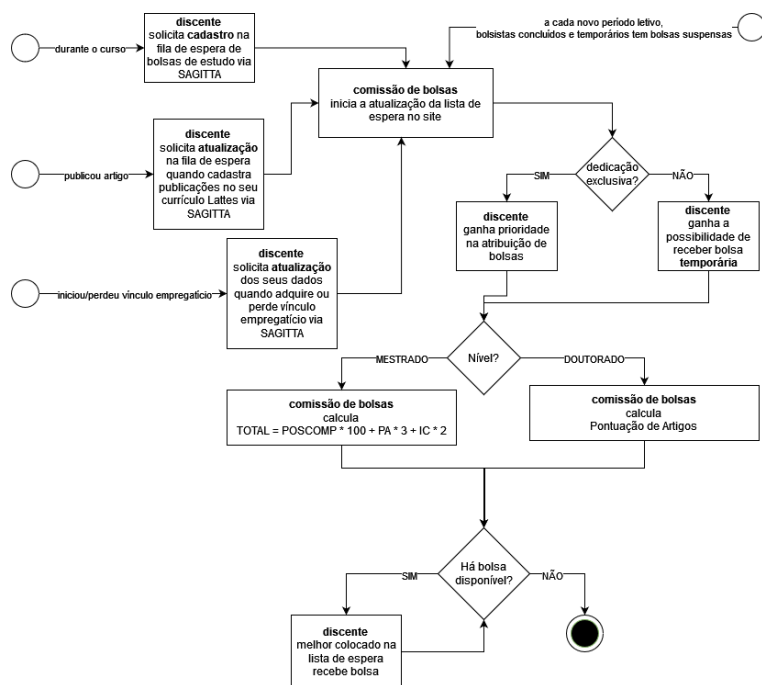 durante o curso
discente
solicita cadastro na
fila de espera de
bolsas de estudo via
SAGITTA
a cada novo período letivo,
bolsistas concluídos e temporários tem bolsas suspensas
comissão de bolsas
inicia a atualização da lista de
espera no site
publicou artigo
discente
solicita atualização
na fila de espera
quando cadastra
publicações no seu
currículo Lattes via
SAGITTA
dedicação
exclusiva?
SIM
NÃO
discente
ganha prioridade
na atribuição de
bolsas
discente
ganha a
possibilidade de
receber bolsa
temporária
iniciou/perdeu vínculo empregatício
discente
solicita atualização
dos seus dados
quando adquire ou
perde vínculo
empregatício via
SAGITTA
Nível?
MESTRADO
DOUTORADO
comissão de bolsas
calcula
TOTAL = POSCOMP * 100 + PA * 3 + IC * 2
comissão de bolsas
calcula
Pontuação de Artigos
Há bolsa
disponível?
SIM
NÃO
discente
melhor colocado na
lista de espera
recebe bolsa